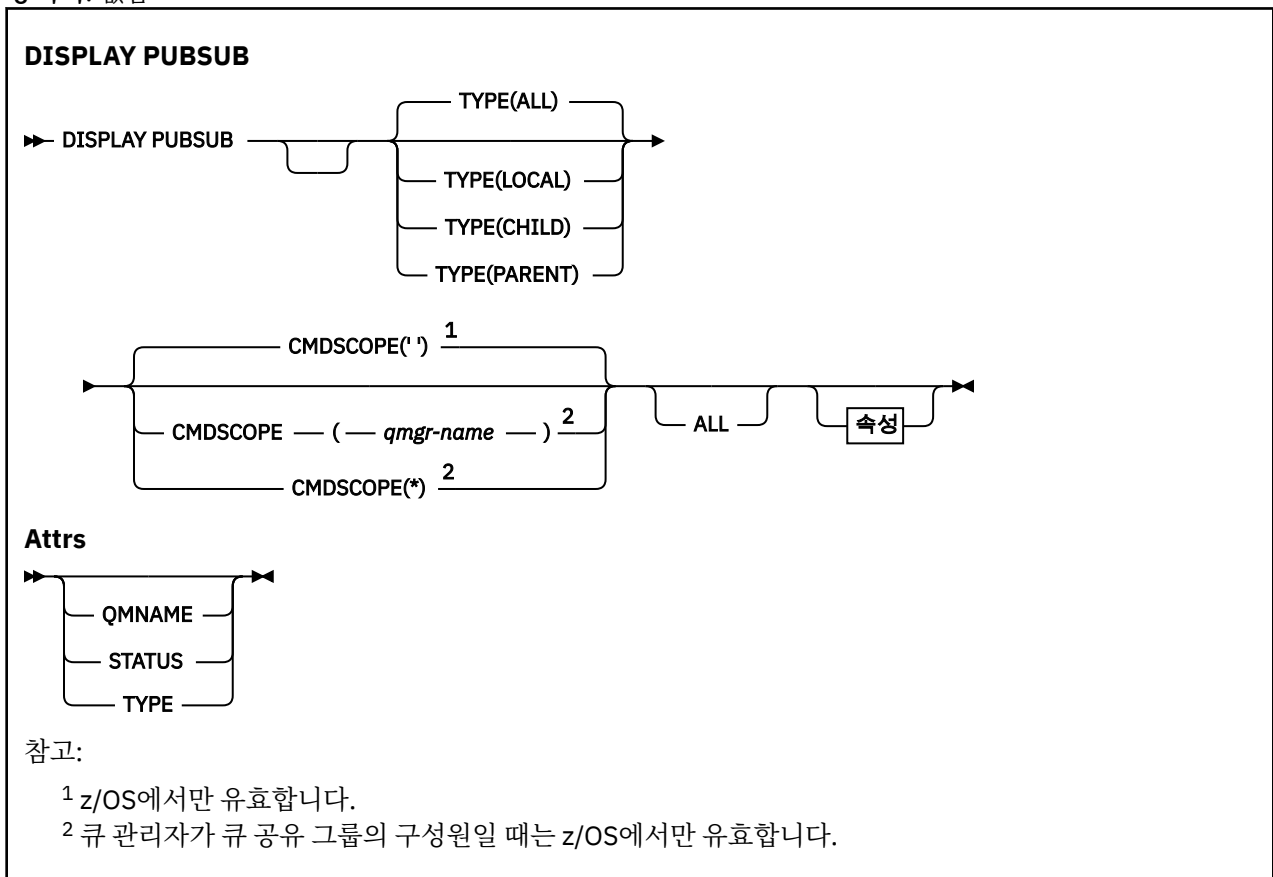 DISPLAY PUBSUB
DISPLAY PUBSUB
TYPE(ALL)
TYPE(LOCAL)
TYPE(CHILD)
TYPE(PARENT)
CMDSCOPE(' ') 1
CMDSCOPE ( qmgr-name ) 2
CMDSCOPE(*) 2
ALL
속성
Attrs
QMNAME
STATUS
TYPE
참고:
1 z/OS에서만 유효합니다.
2 큐 관리자가 큐 공유 그룹의 구성원일 때는 z/OS에서만 유효합니다.